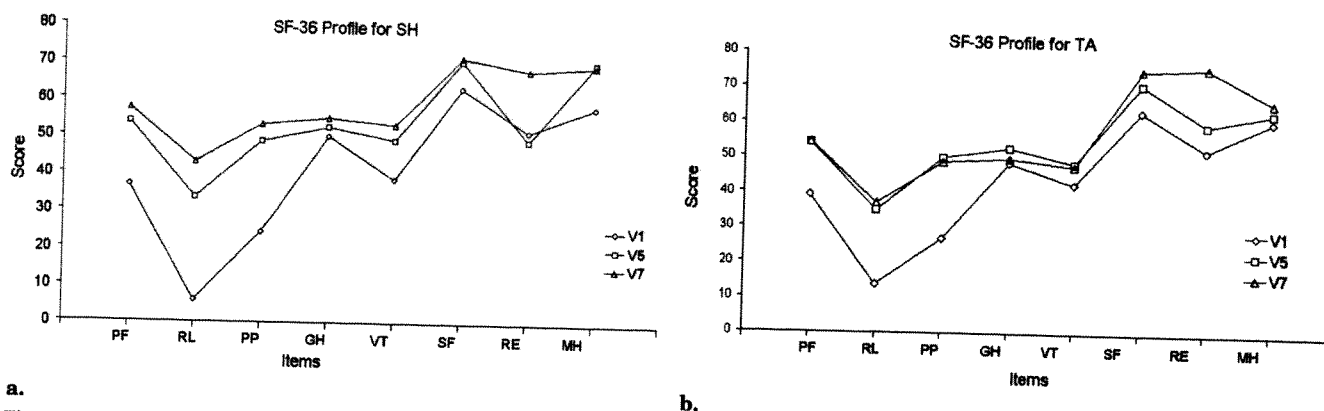 SF-36 Profile for SH
80
70
60
50
40
30
20
10
0
Score
PF RL PP GH VT SF RE MH
Items
V1
V5
V7
a.
SF-36 Profile for TA
80
70
60
50
40
30
20
10
0
Score
PF RL PP GH VT SF RE MH
Items
V1
V5
V7
b.